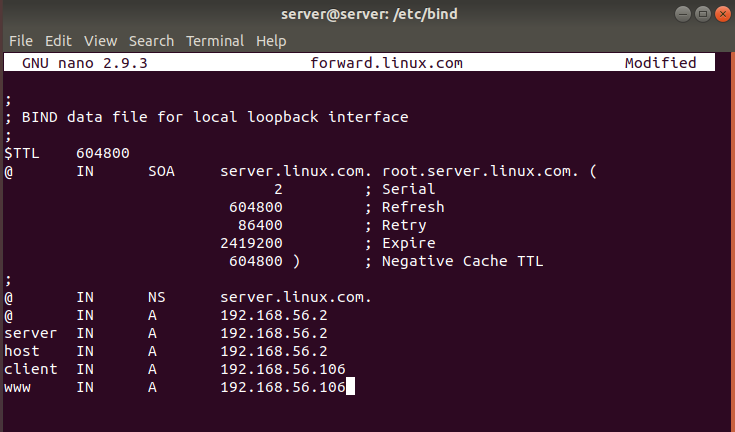 server@server: /etc/bind
File Edit View Search Terminal Help
GNU nano 2.9.3 forward.linux.com Modified
;
; BIND data file for local loopback interface
;
$TTL 604800
@ IN SOA server.linux.com. root.server.linux.com. (
2 ; Serial
604800 ; Refresh
86400 ; Retry
2419200 ; Expire
604800 ) ; Negative Cache TTL
;
@ IN NS server.linux.com.
@ IN A 192.168.56.2
server IN A 192.168.56.2
host IN A 192.168.56.2
client IN A 192.168.56.106
www IN A 192.168.56.106